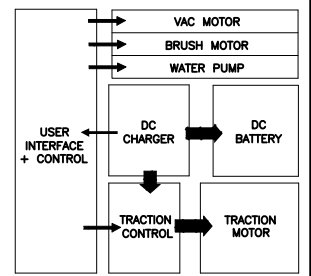 VAC MOTOR
BRUSH MOTOR
WATER PUMP
USER
INTERFACE
+ CONTROL
DC
CHARGER
DC
BATTERY
TRACTION
CONTROL
TRACTION
MOTOR